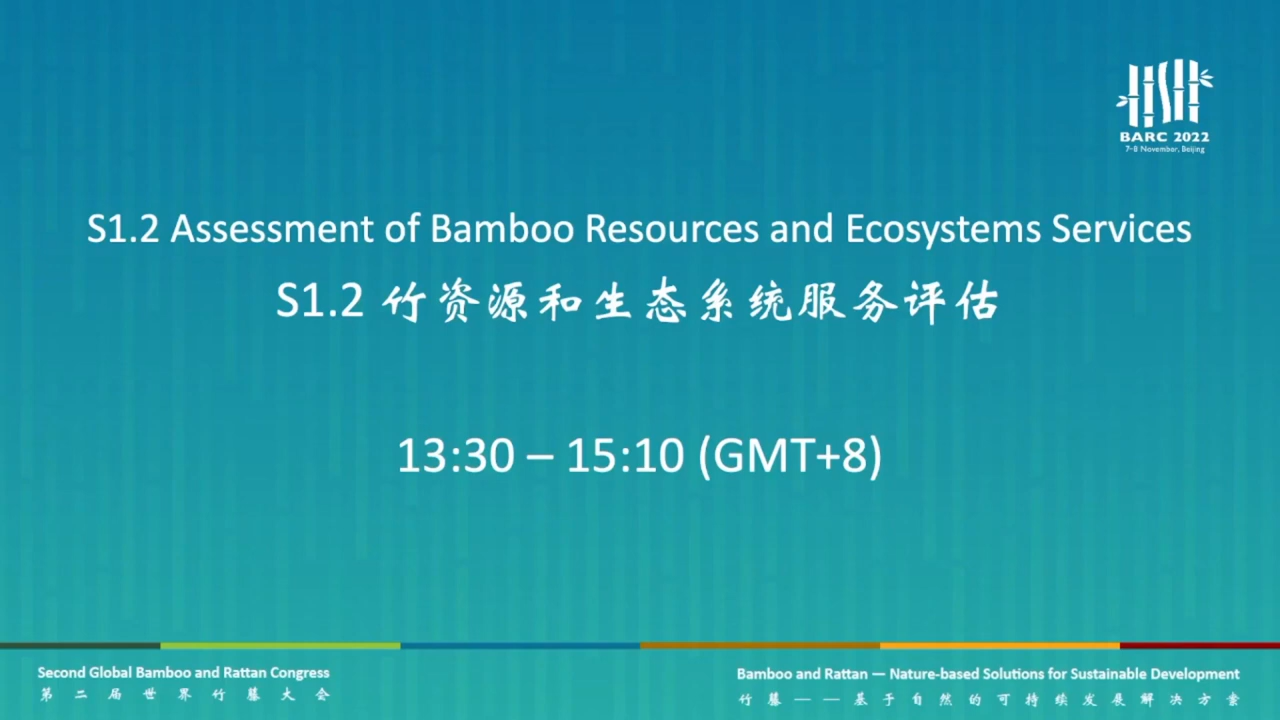 BARC 2022
7-8 November, Beijing
S1.2 Assessment of Bamboo Resources and Ecosystems Services
S1.2 竹资源和生态系统服务评估
13:30 – 15:10 (GMT+8)
Second Global Bamboo and Rattan Congress
第二届世界竹藤大会
Bamboo and Rattan — Nature-based Solutions for Sustainable Development
竹藤——基于自然的可持续发展解决方案